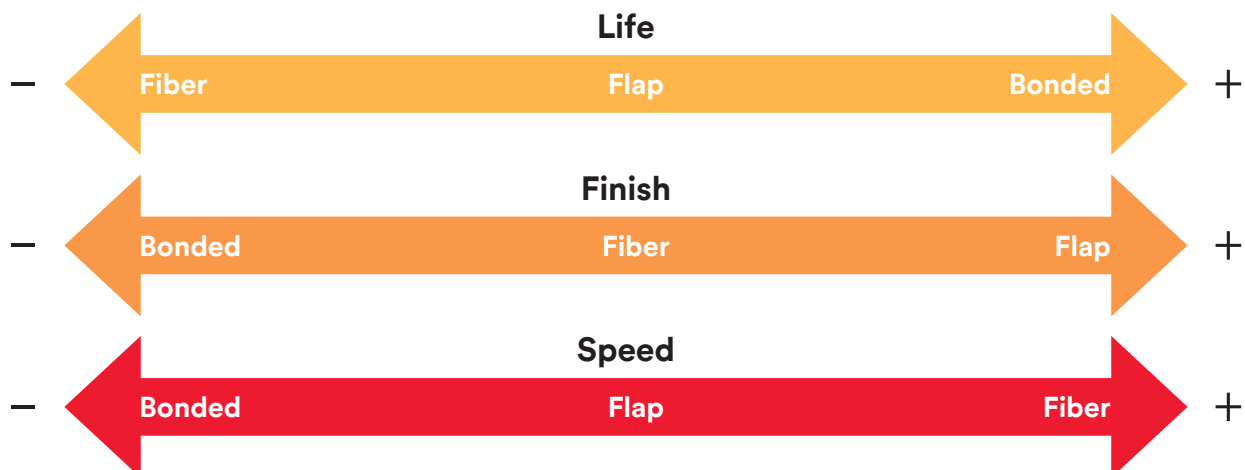 Life
− Fiber Flap Bonded +
Finish
− Bonded Fiber Flap +
Speed
− Bonded Flap Fiber +